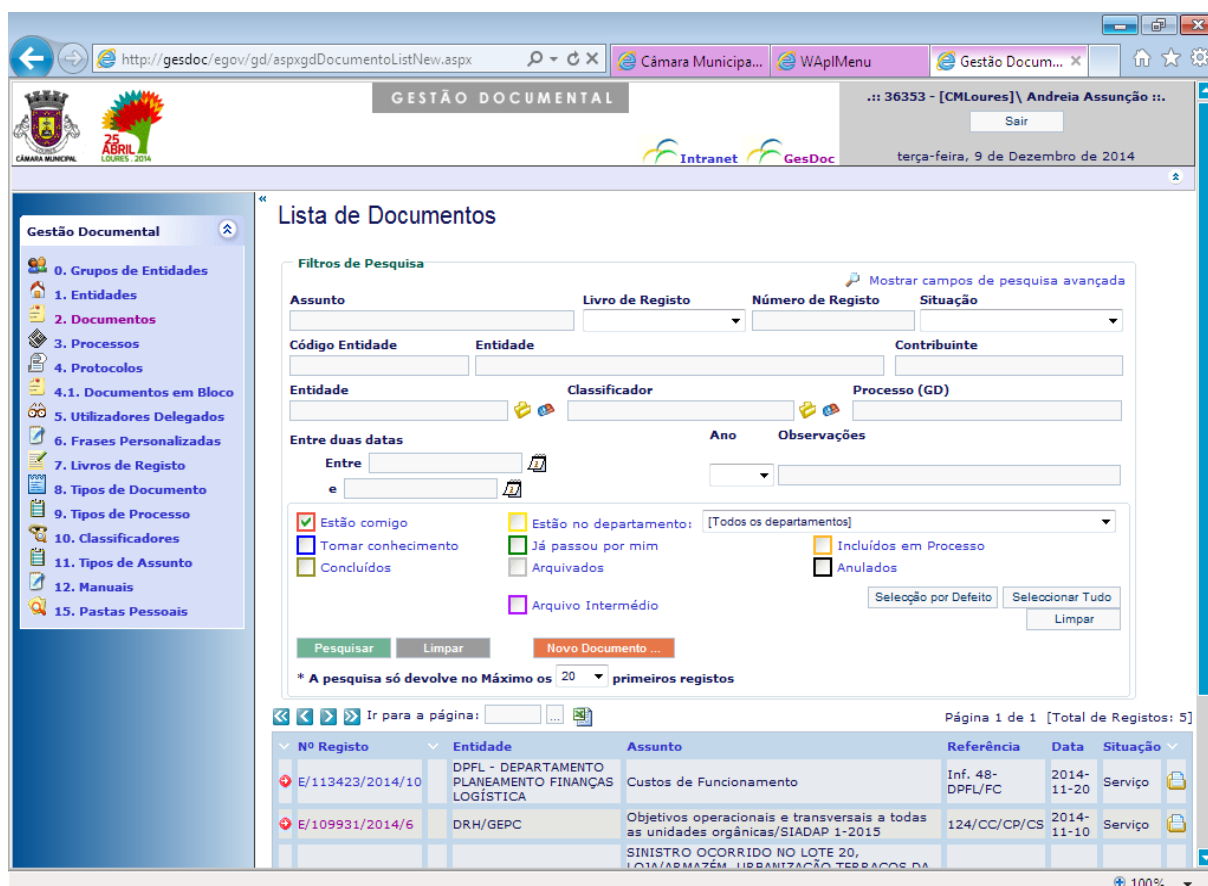 http://gesdoc/egov/gd/aspxgdDocumentoListNew.aspx
Câmara Municipa...
WAplMenu
Gestão Docum...
CÂMARA MUNICIPAL
25
ABRIL
LOURES . 2014
GESTÃO DOCUMENTAL
Intranet
GesDoc
.:: 36353 - [CMLoures]\ Andreia Assunção ::.
Sair
terça-feira, 9 de Dezembro de 2014
Gestão Documental
0. Grupos de Entidades
1. Entidades
2. Documentos
3. Processos
4. Protocolos
4.1. Documentos em Bloco
5. Utilizadores Delegados
6. Frases Personalizadas
7. Livros de Registo
8. Tipos de Documento
9. Tipos de Processo
10. Classificadores
11. Tipos de Assunto
12. Manuais
15. Pastas Pessoais
Lista de Documentos
Filtros de Pesquisa
Mostrar campos de pesquisa avançada
Assunto Livro de Registo Número de Registo Situação
Código Entidade Entidade Contribuinte
Entidade Classificador Processo (GD)
Entre duas datas Ano Observações
Entre
e
Estão comigo Estão no departamento: [Todos os departamentos]
Tomar conhecimento Já passou por mim Incluídos em Processo
Concluídos Arquivados Anulados
Arquivo Intermédio
Selecção por Defeito Seleccionar Tudo
Limpar
Pesquisar Limpar Novo Documento ...
* A pesquisa só devolve no Máximo os 20 primeiros registos
Ir para a página: ... Página 1 de 1 [Total de Registos: 5]
Nº Registo Entidade Assunto Referência Data Situação
E/113423/2014/10
DPFL - DEPARTAMENTO
PLANEAMENTO FINANÇAS
LOGÍSTICA
Custos de Funcionamento
Inf. 48-
DPFL/FC
2014-
11-20
Serviço
E/109931/2014/6
DRH/GEPC
Objetivos operacionais e transversais a todas
as unidades orgânicas/SIADAP 1-2015
124/CC/CP/CS
2014-
11-10
Serviço
SINISTRO OCORRIDO NO LOTE 20,
LOJA/ARMAZÉM, URBANIZAÇÃO TERRAÇOS DA
100%